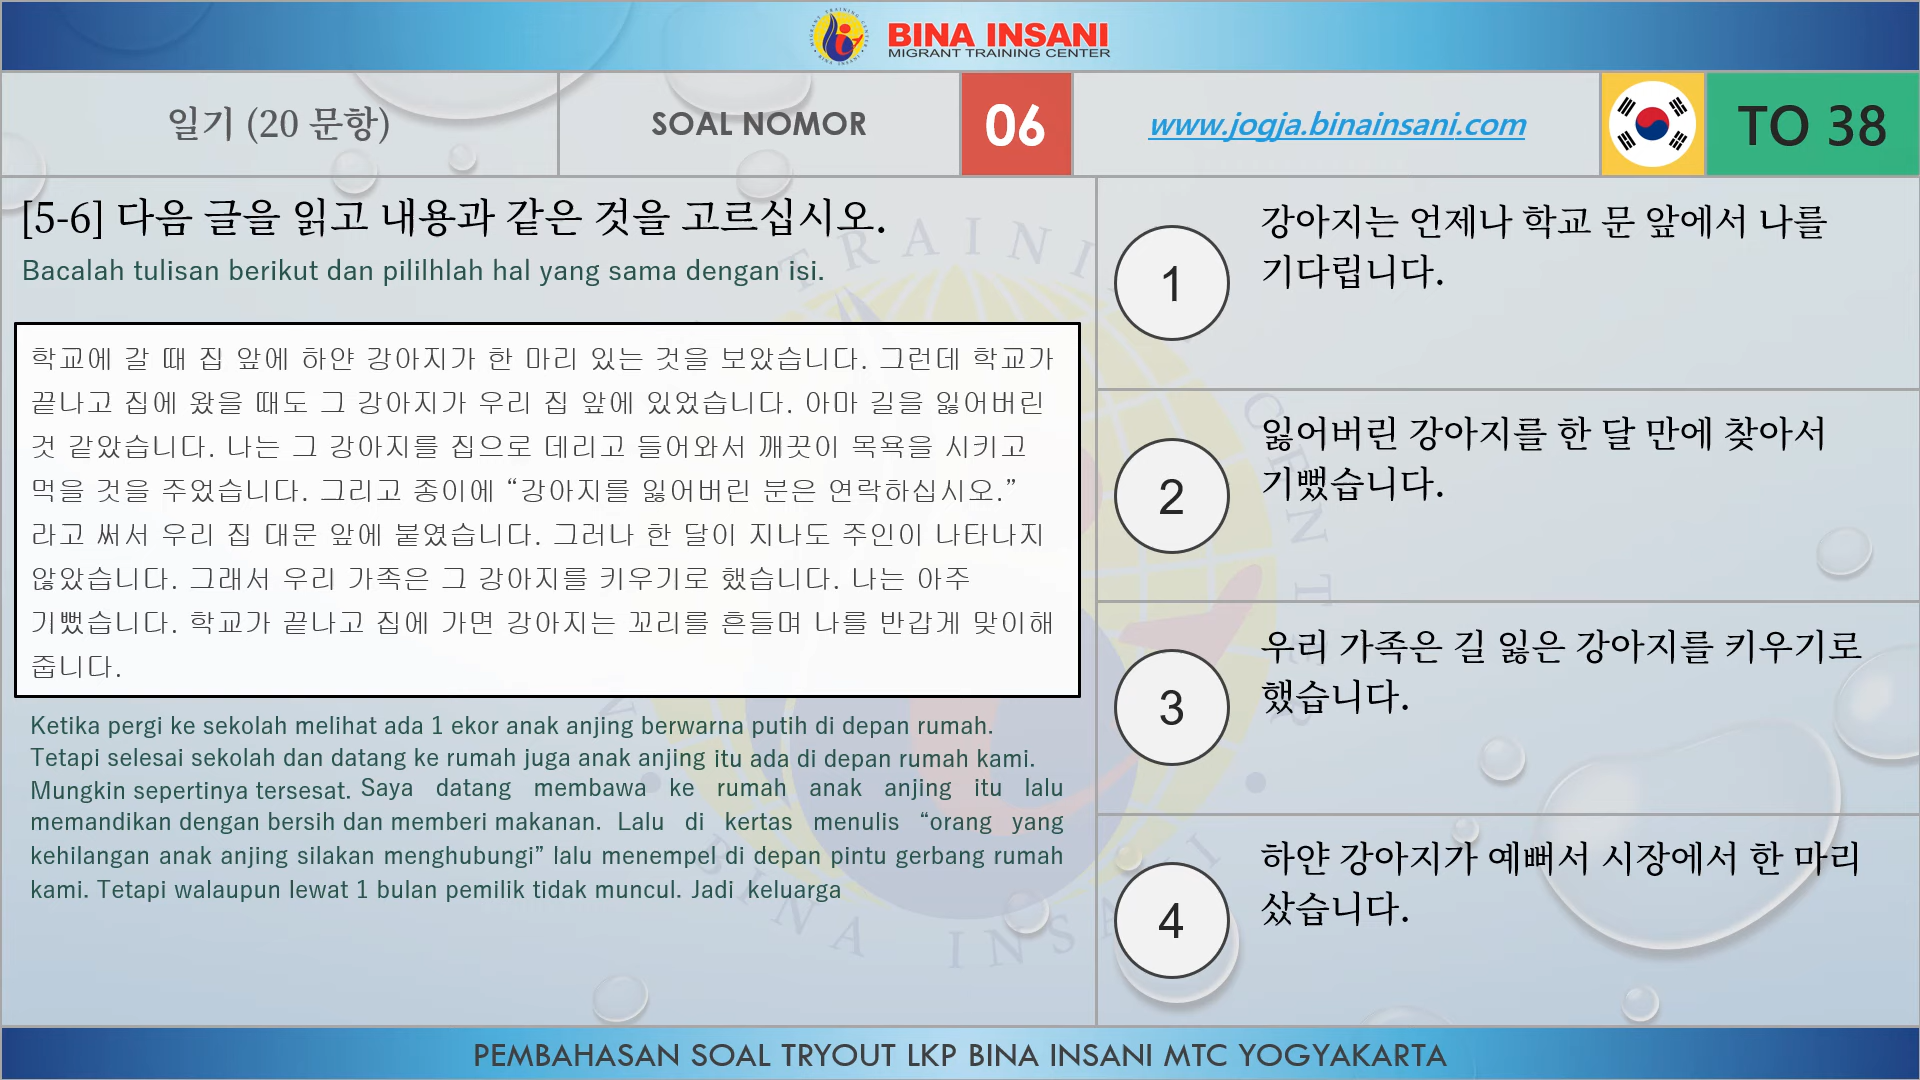 BINA INSANI
MIGRANT TRAINING CENTER
일기 (20 문항)
SOAL NOMOR
06
www.jogja.binainsani.com
TO 38
[5-6] 다음 글을 읽고 내용과 같은 것을 고르십시오.
Bacalah tulisan berikut dan pililhlah hal yang sama dengan isi.
학교에 갈 때 집 앞에 하얀 강아지가 한 마리 있는 것을 보았습니다. 그런데 학교가
끝나고 집에 왔을 때도 그 강아지가 우리 집 앞에 있었습니다. 아마 길을 잃어버린
것 같았습니다. 나는 그 강아지를 집으로 데리고 들어와서 깨끗이 목욕을 시키고
먹을 것을 주었습니다. 그리고 종이에 “강아지를 잃어버린 분은 연락하십시오.”
라고 써서 우리 집 대문 앞에 붙였습니다. 그러나 한 달이 지나도 주인이 나타나지
않았습니다. 그래서 우리 가족은 그 강아지를 키우기로 했습니다. 나는 아주
기뻤습니다. 학교가 끝나고 집에 가면 강아지는 꼬리를 흔들며 나를 반갑게 맞이해
줍니다.
Ketika pergi ke sekolah melihat ada 1 ekor anak anjing berwarna putih di depan rumah.
Tetapi selesai sekolah dan datang ke rumah juga anak anjing itu ada di depan rumah kami.
Mungkin sepertinya tersesat. Saya datang membawa ke rumah anak anjing itu lalu
memandikan dengan bersih dan memberi makanan. Lalu di kertas menulis “orang yang
kehilangan anak anjing silakan menghubungi” lalu menempel di depan pintu gerbang rumah
kami. Tetapi walaupun lewat 1 bulan pemilik tidak muncul. Jadi keluarga
1
강아지는 언제나 학교 문 앞에서 나를
기다립니다.
2
잃어버린 강아지를 한 달 만에 찾아서
기뻤습니다.
3
우리 가족은 길 잃은 강아지를 키우기로
했습니다.
4
하얀 강아지가 예뻐서 시장에서 한 마리
샀습니다.
PEMBAHASAN SOAL TRYOUT LKP BINA INSANI MTC YOGYAKARTA